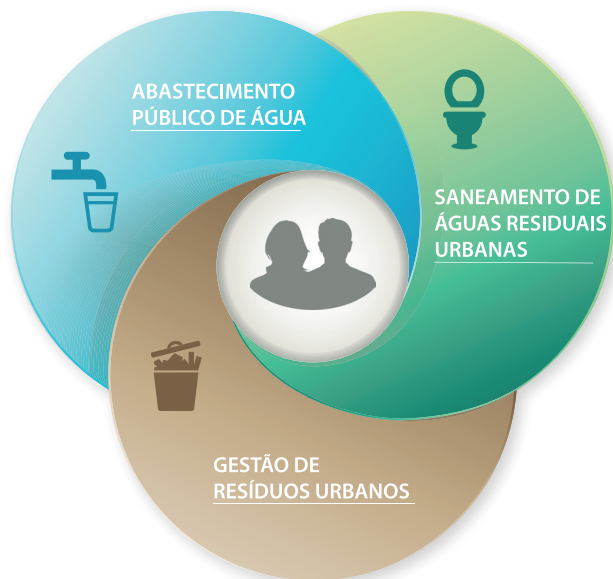 ABASTECIMENTO
PÚBLICO DE ÁGUA
SANEAMENTO DE
ÁGUAS RESIDUAIS
URBANAS
GESTÃO DE
RESÍDUOS URBANOS